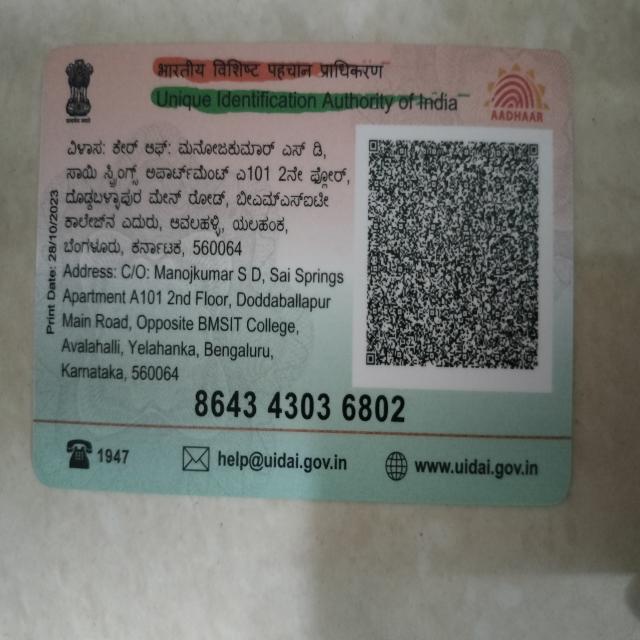 भारतीय विशिष्ट पहचान प्राधिकरण
Unique Identification Authority of India
AADHAAR
ವಿಳಾಸ: ಕೇರ್ ಆಫ್: ಮನೋಜಕುಮಾರ್ ಎಸ್ ಡಿ,
ಸಾಯಿ ಸ್ಪ್ರಿಂಗ್ಸ್ ಅಪಾರ್ಟ್‌ಮೆಂಟ್ ಎ101 2ನೇ ಫ್ಲೋರ್,
ದೊಡ್ಡಬಳ್ಳಾಪುರ ಮೇನ್ ರೋಡ್, ಬೀಎಮ್ಎಸ್ಐಟೀ
ಕಾಲೇಜ್‌ನ ಎದುರು, ಆವಲಹಳ್ಳಿ, ಯಲಹಂಕ,
ಬೆಂಗಳೂರು, ಕರ್ನಾಟಕ, 560064
Address: C/O: Manojkumar S D, Sai Springs
Apartment A101 2nd Floor, Doddaballapur
Main Road, Opposite BMSIT College,
Avalahalli, Yelahanka, Bengaluru,
Karnataka, 560064
Print Date: 28/10/2023
8643 4303 6802
1947
help@uidai.gov.in
www.uidai.gov.in